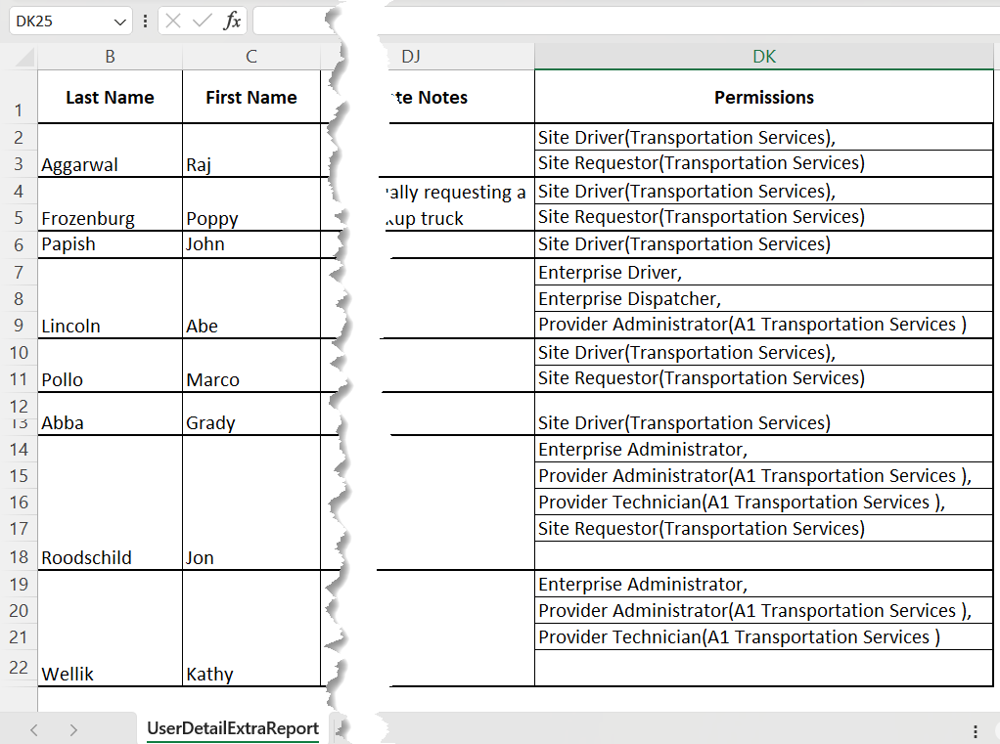 DK25 fx
B C DJ DK
1 Last Name First Name Notes Permissions
2 Site Driver(Transportation Services),
3 Aggarwal Raj Site Requestor(Transportation Services)
4 requesting a Site Driver(Transportation Services),
5 Frozenburg Poppy truck Site Requestor(Transportation Services)
6 Papish John Site Driver(Transportation Services)
7 Enterprise Driver,
8 Enterprise Dispatcher,
9 Lincoln Abe Provider Administrator(A1 Transportation Services )
10 Site Driver(Transportation Services),
11 Pollo Marco Site Requestor(Transportation Services)
12
13 Abba Grady Site Driver(Transportation Services)
14 Enterprise Administrator,
15 Provider Administrator(A1 Transportation Services ),
16 Provider Technician(A1 Transportation Services ),
17 Site Requestor(Transportation Services)
18 Roodschild Jon
19 Enterprise Administrator,
20 Provider Administrator(A1 Transportation Services ),
21 Provider Technician(A1 Transportation Services )
22 Wellik Kathy
UserDetailExtraReport